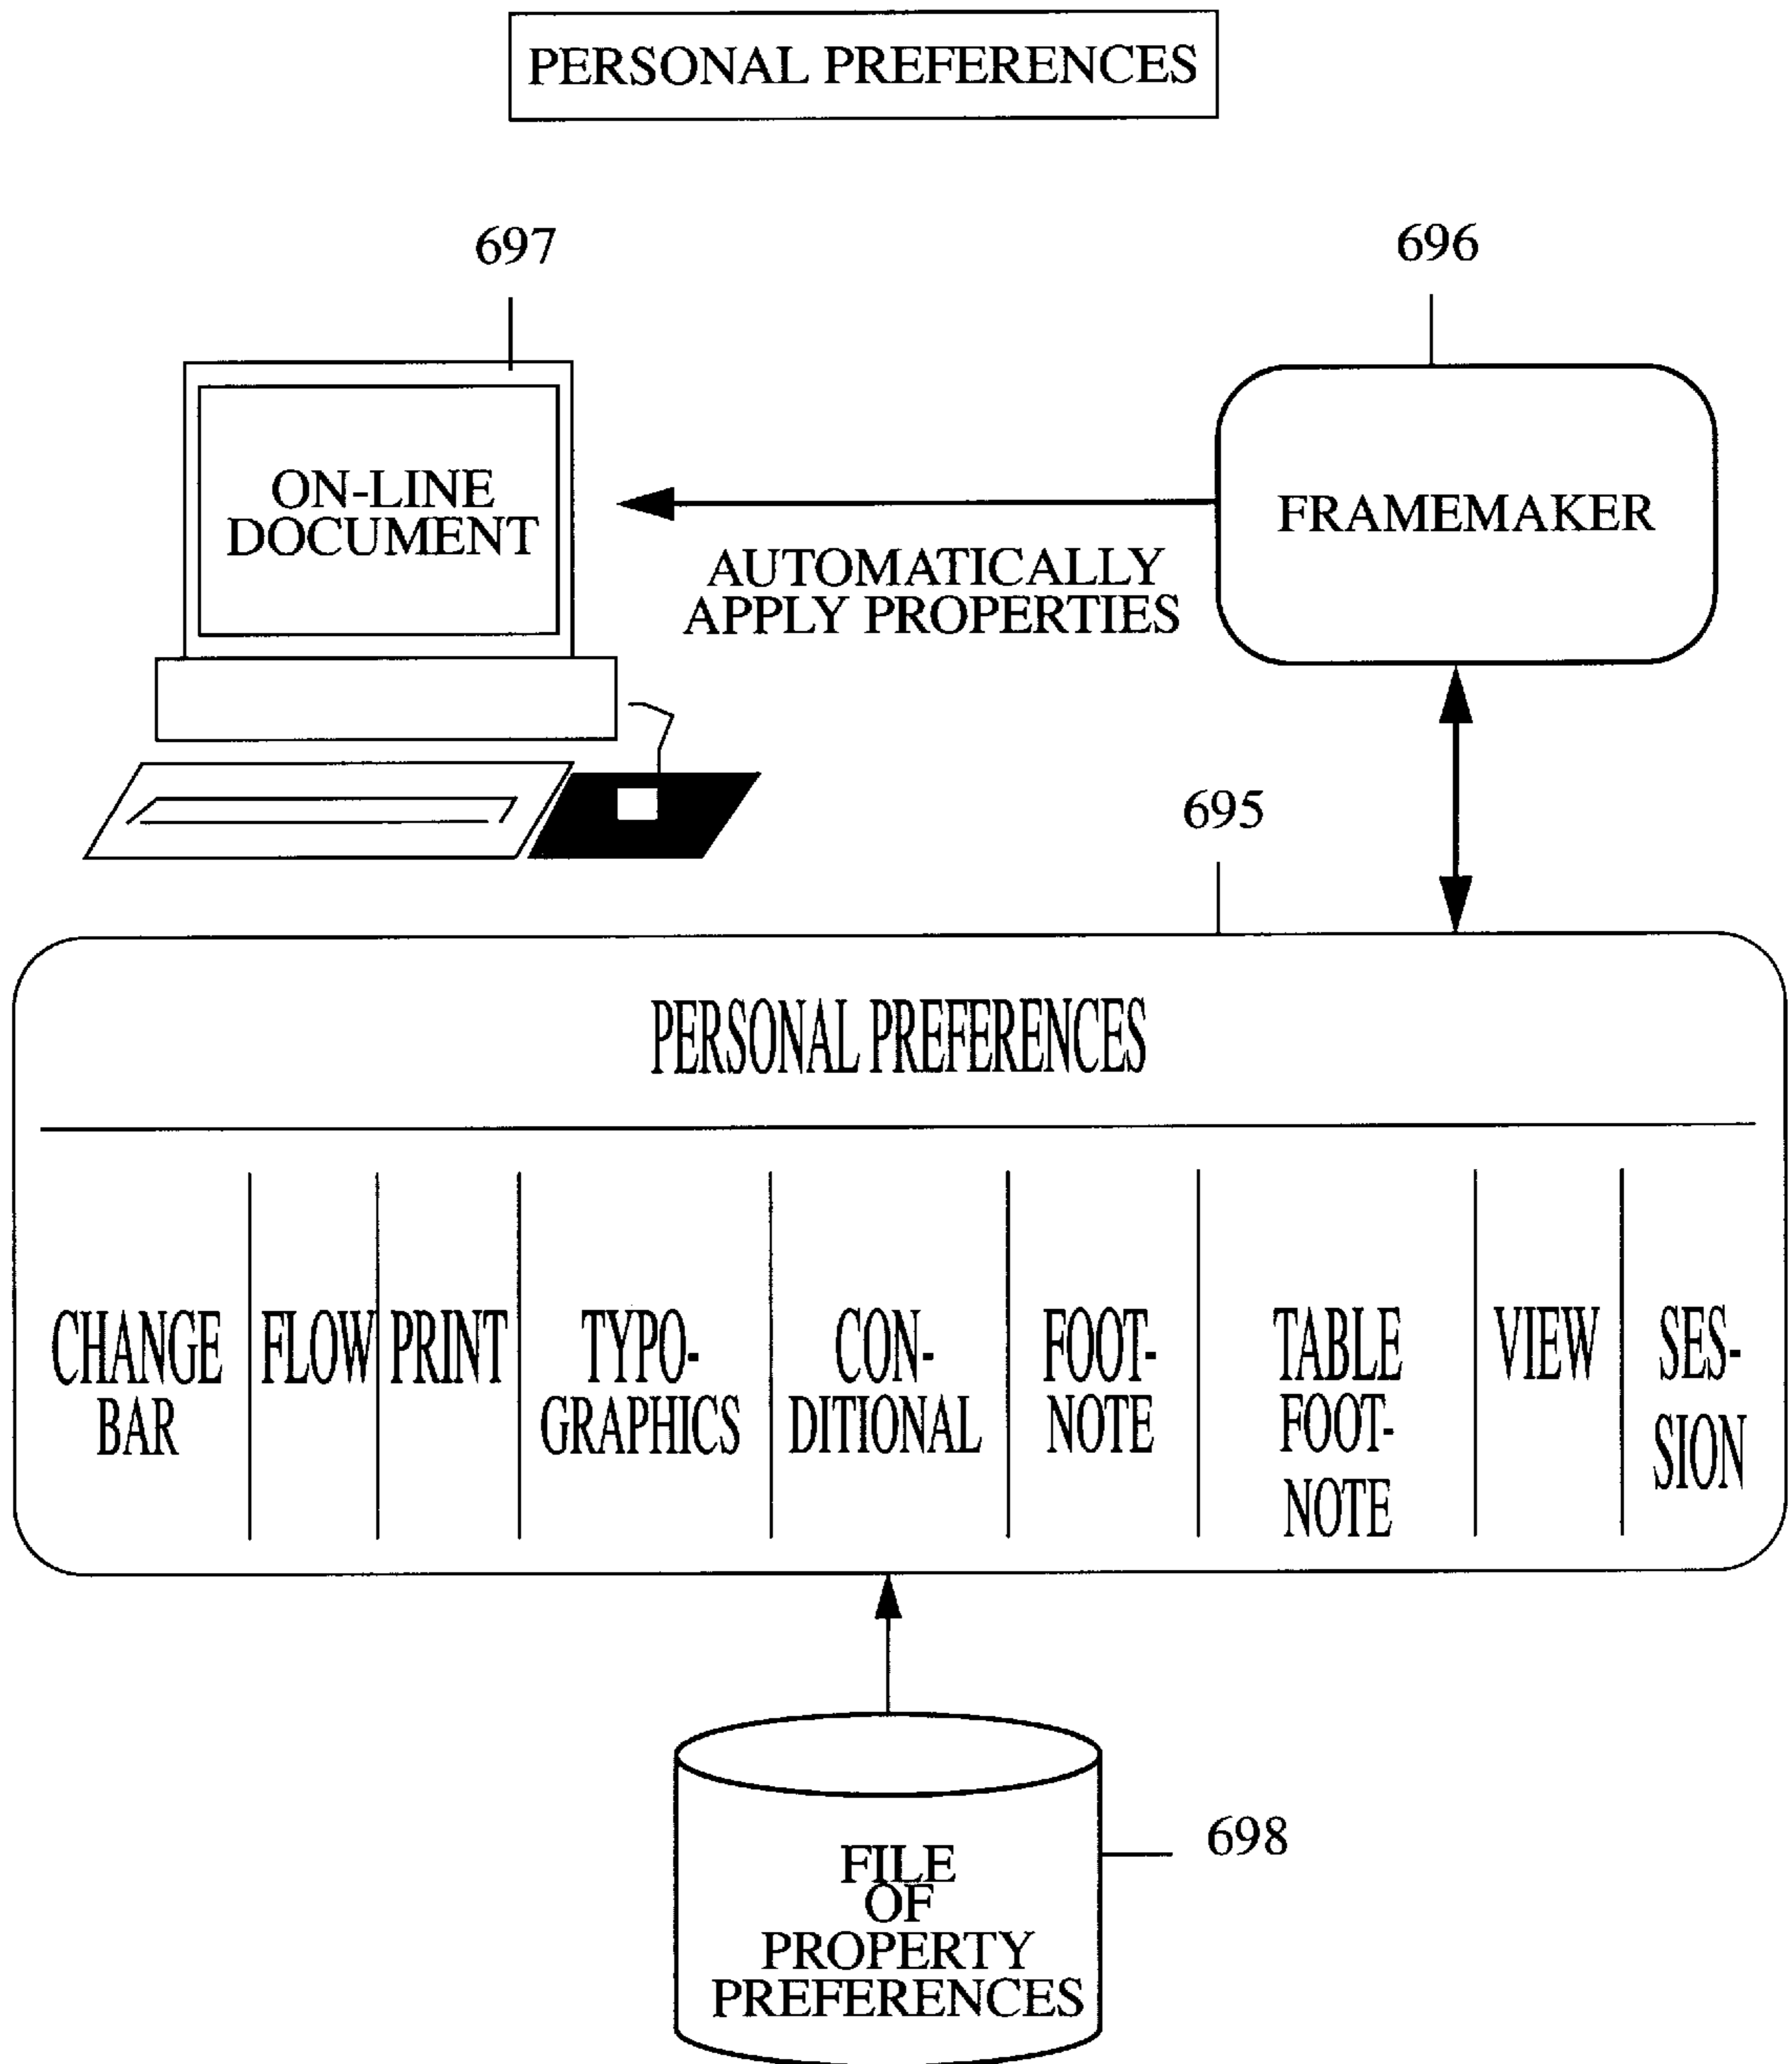 PERSONAL PREFERENCES
697
696
ON-LINE
DOCUMENT
FRAMEMAKER
AUTOMATICALLY
APPLY PROPERTIES
695
PERSONAL PREFERENCES
CHANGE
BAR
FLOW
PRINT
TYPO-
GRAPHICS
CON-
DITIONAL
FOOT-
NOTE
TABLE
FOOT-
NOTE
VIEW
SES-
SION
698
FILE
OF
PROPERTY
PREFERENCES